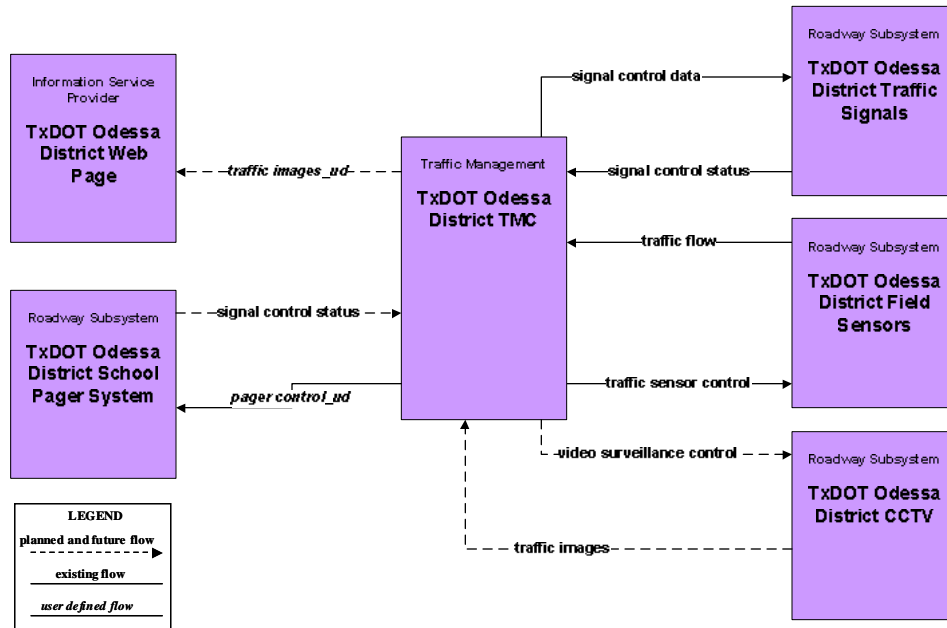 Information Service
Provider
TxDOT Odessa
District Web
Page
traffic images_ud
Roadway Subsystem
TxDOT Odessa
District School
Pager System
signal control status
pager control_ud
Traffic Management
TxDOT Odessa
District TMC
signal control data
signal control status
Roadway Subsystem
TxDOT Odessa
District Traffic
Signals
traffic flow
traffic sensor control
Roadway Subsystem
TxDOT Odessa
District Field
Sensors
video surveillance control
traffic images
Roadway Subsystem
TxDOT Odessa
District CCTV
LEGEND
planned and future flow
existing flow
user defined flow